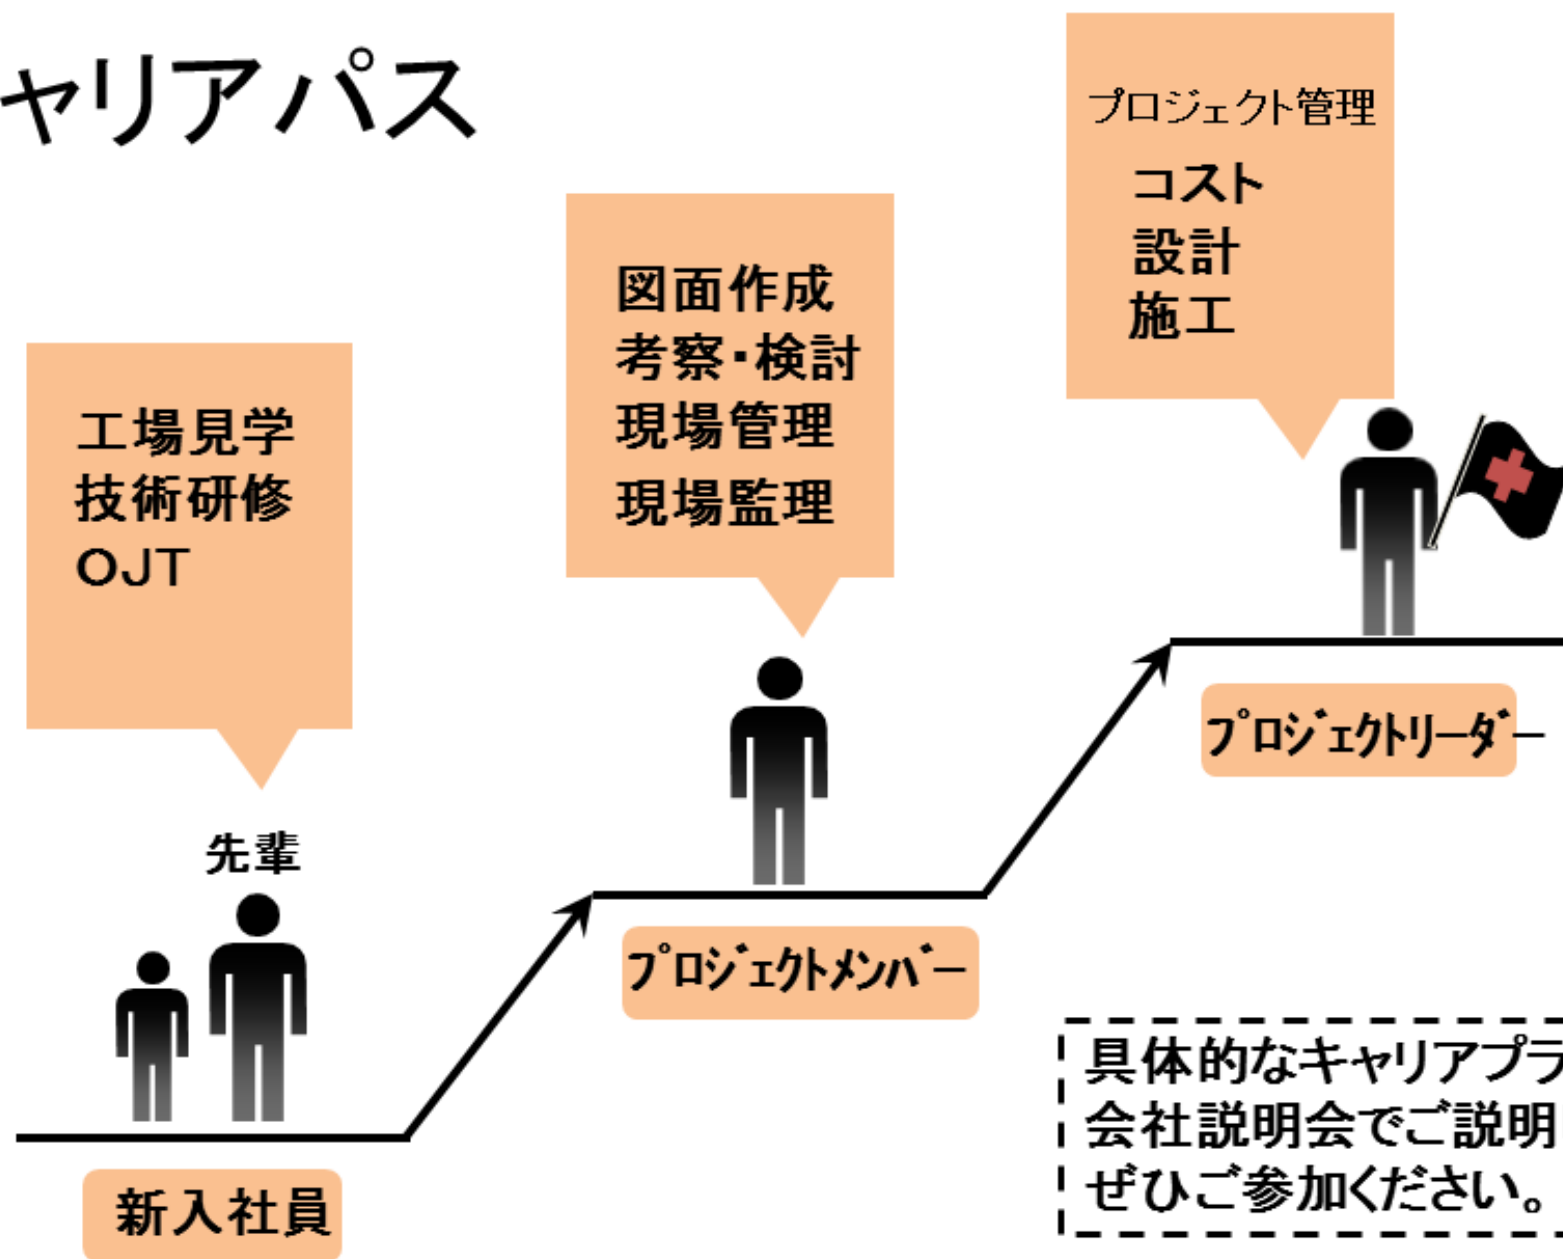 ャリアパス
プロジェクト管理
コスト
設計
施工
図面作成
考察・検討
現場管理
現場監理
工場見学
技術研修
OJT
先輩
プロジェクトリーダー
プロジェクトメンバー
新入社員
具体的なキャリアプラ
会社説明会でご説明
ぜひご参加ください。